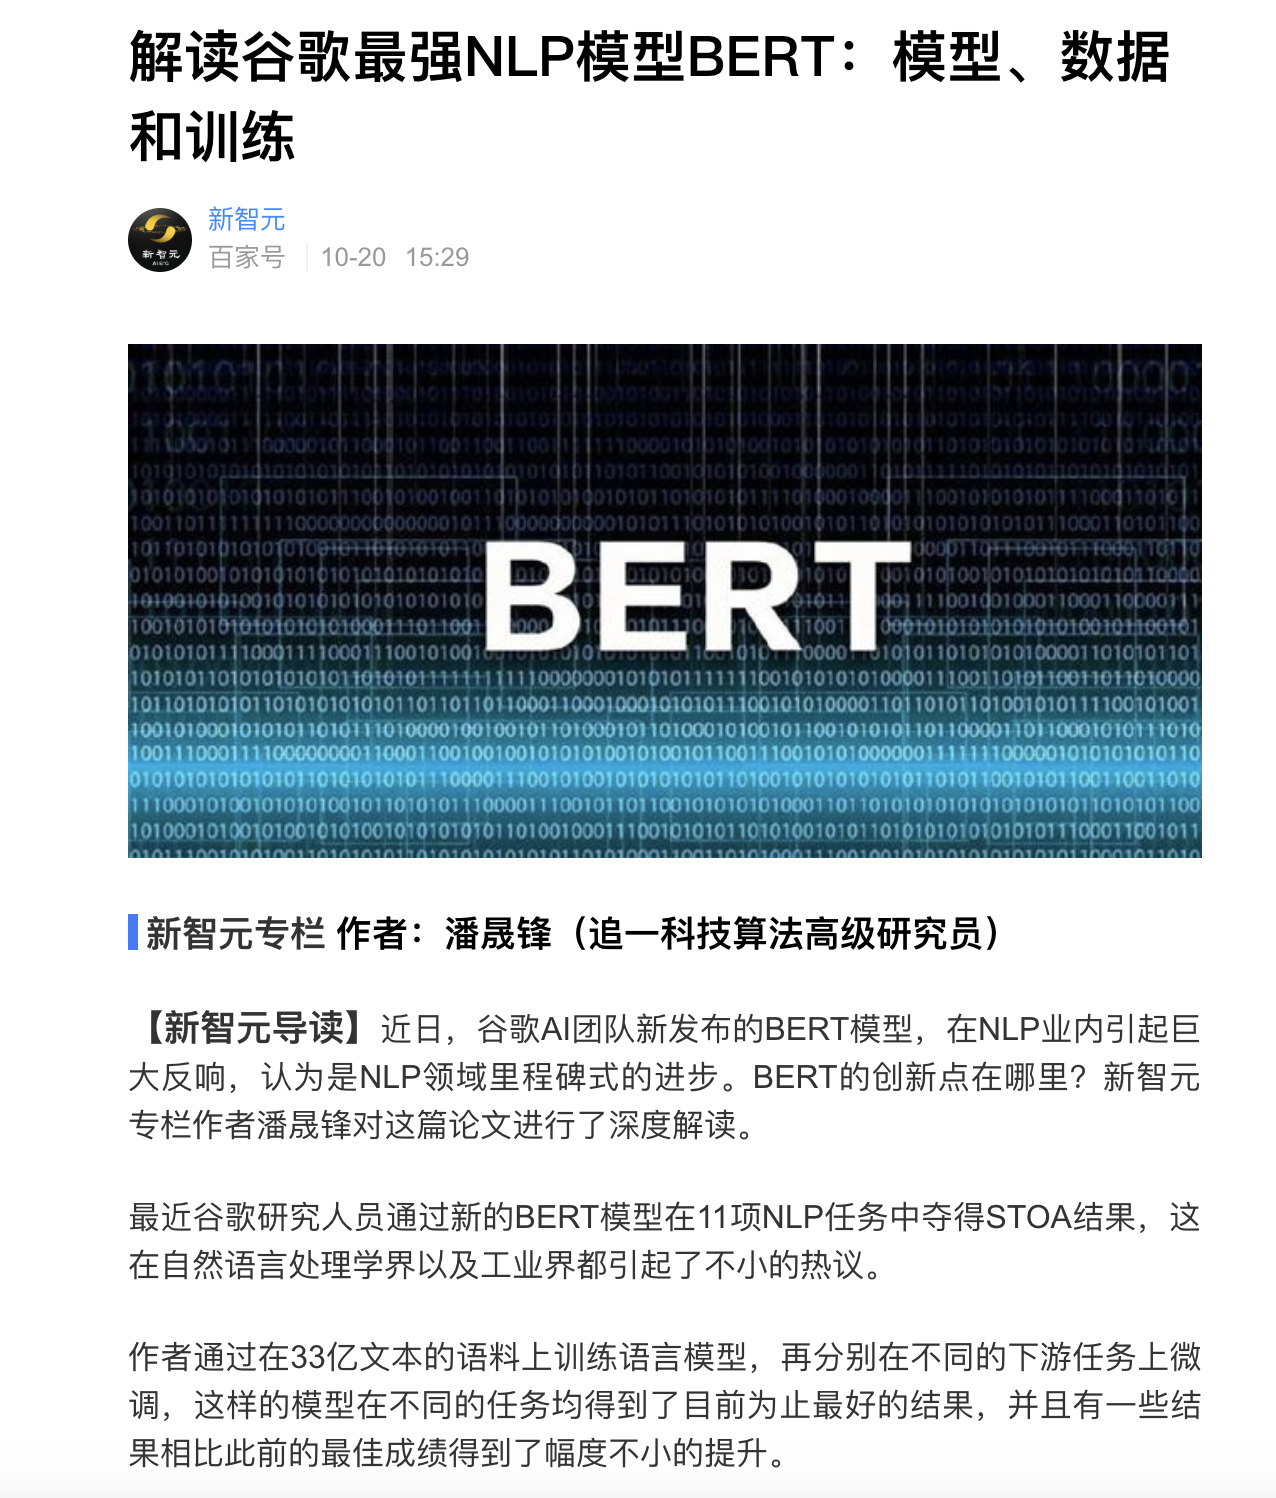 解读谷歌最强NLP模型BERT：模型、数据
和训练
新智元
百家号 10-20 15:29
新智元
BERT
新智元专栏 作者：潘晟锋（追一科技算法高级研究员）
【新智元导读】近日，谷歌AI团队新发布的BERT模型，在NLP业内引起巨
大反响，认为是NLP领域里程碑式的进步。BERT的创新点在哪里？新智元
专栏作者潘晟锋对这篇论文进行了深度解读。
最近谷歌研究人员通过新的BERT模型在11项NLP任务中夺得STOA结果，这
在自然语言处理学界以及工业界都引起了不小的热议。
作者通过在33亿文本的语料上训练语言模型，再分别在不同的下游任务上微
调，这样的模型在不同的任务均得到了目前为止最好的结果，并且有一些结
果相比此前的最佳成绩得到了幅度不小的提升。